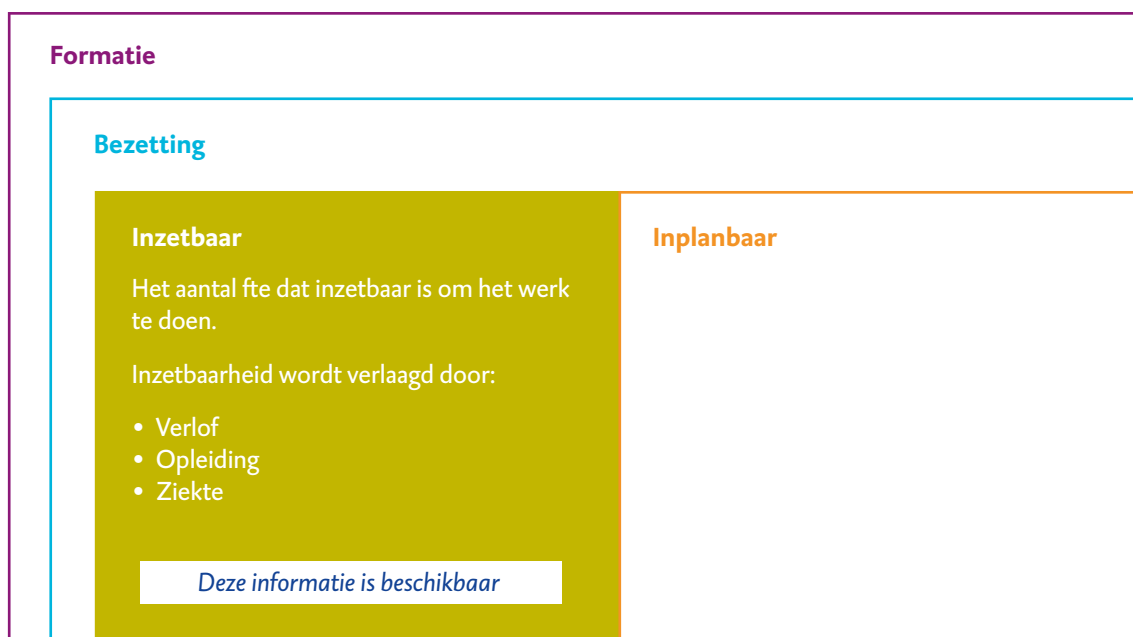 Formatie
Bezetting
Inzetbaar
Het aantal fte dat inzetbaar is om het werk
te doen.
Inzetbaarheid wordt verlaagd door:
• Verlof
• Opleiding
• Ziekte
Deze informatie is beschikbaar
Inplanbaar